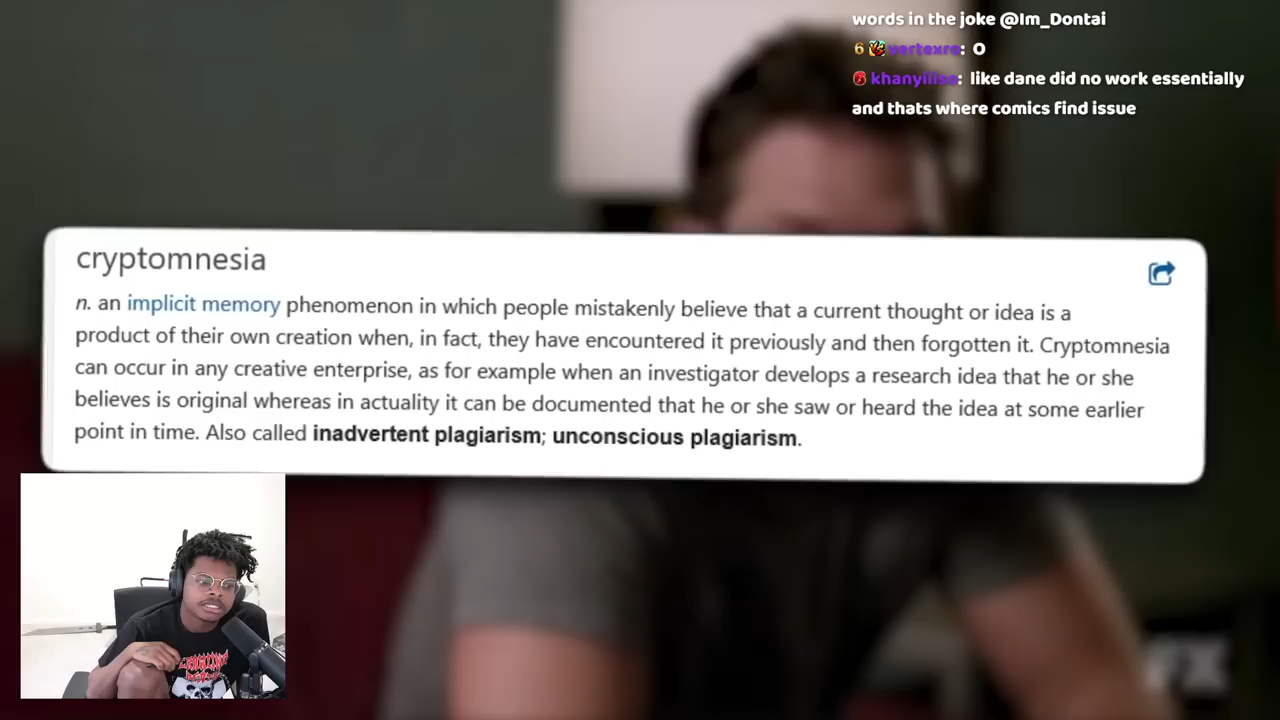 words in the joke @Im_Dontai
6 vertexro: O
khanyiiiso: like dane did no work essentially
and thats where comics find issue
cryptomnesia
n. an implicit memory phenomenon in which people mistakenly believe that a current thought or idea is a
product of their own creation when, in fact, they have encountered it previously and then forgotten it. Cryptomnesia
can occur in any creative enterprise, as for example when an investigator develops a research idea that he or she
believes is original whereas in actuality it can be documented that he or she saw or heard the idea at some earlier
point in time. Also called inadvertent plagiarism; unconscious plagiarism.
FX